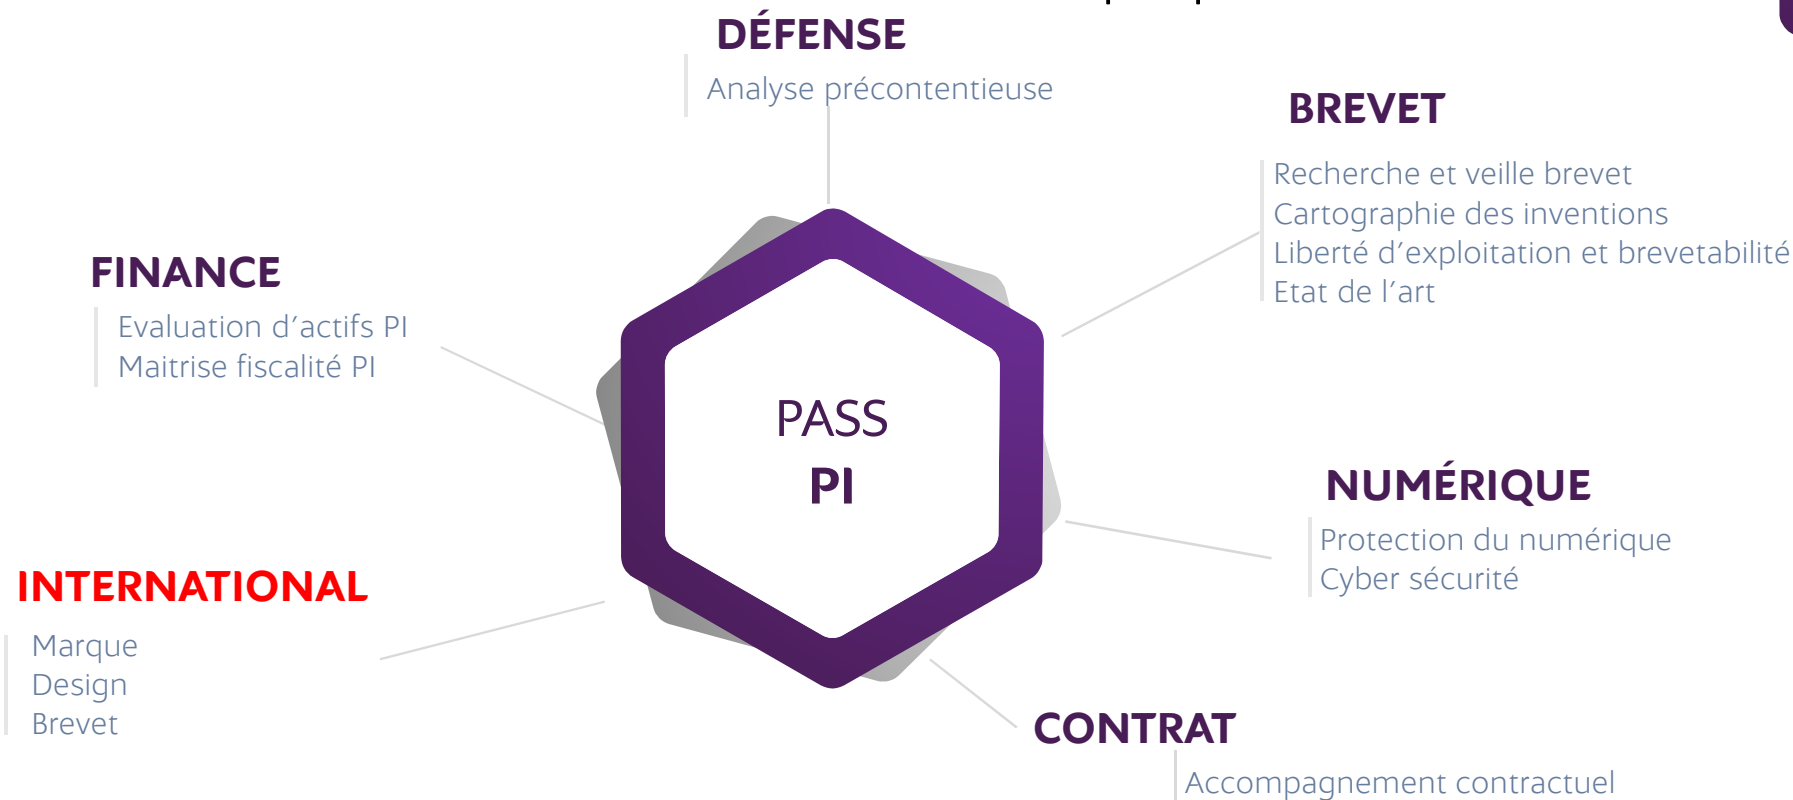 DÉFENSE
Analyse précontentieuse
BREVET
Recherche et veille brevet
Cartographie des inventions
Liberté d’exploitation et brevetabilité
Etat de l’art
FINANCE
Evaluation d’actifs PI
Maitrise fiscalité PI
PASS
PI
NUMÉRIQUE
Protection du numérique
Cyber sécurité
INTERNATIONAL
Marque
Design
Brevet
CONTRAT
Accompagnement contractuel